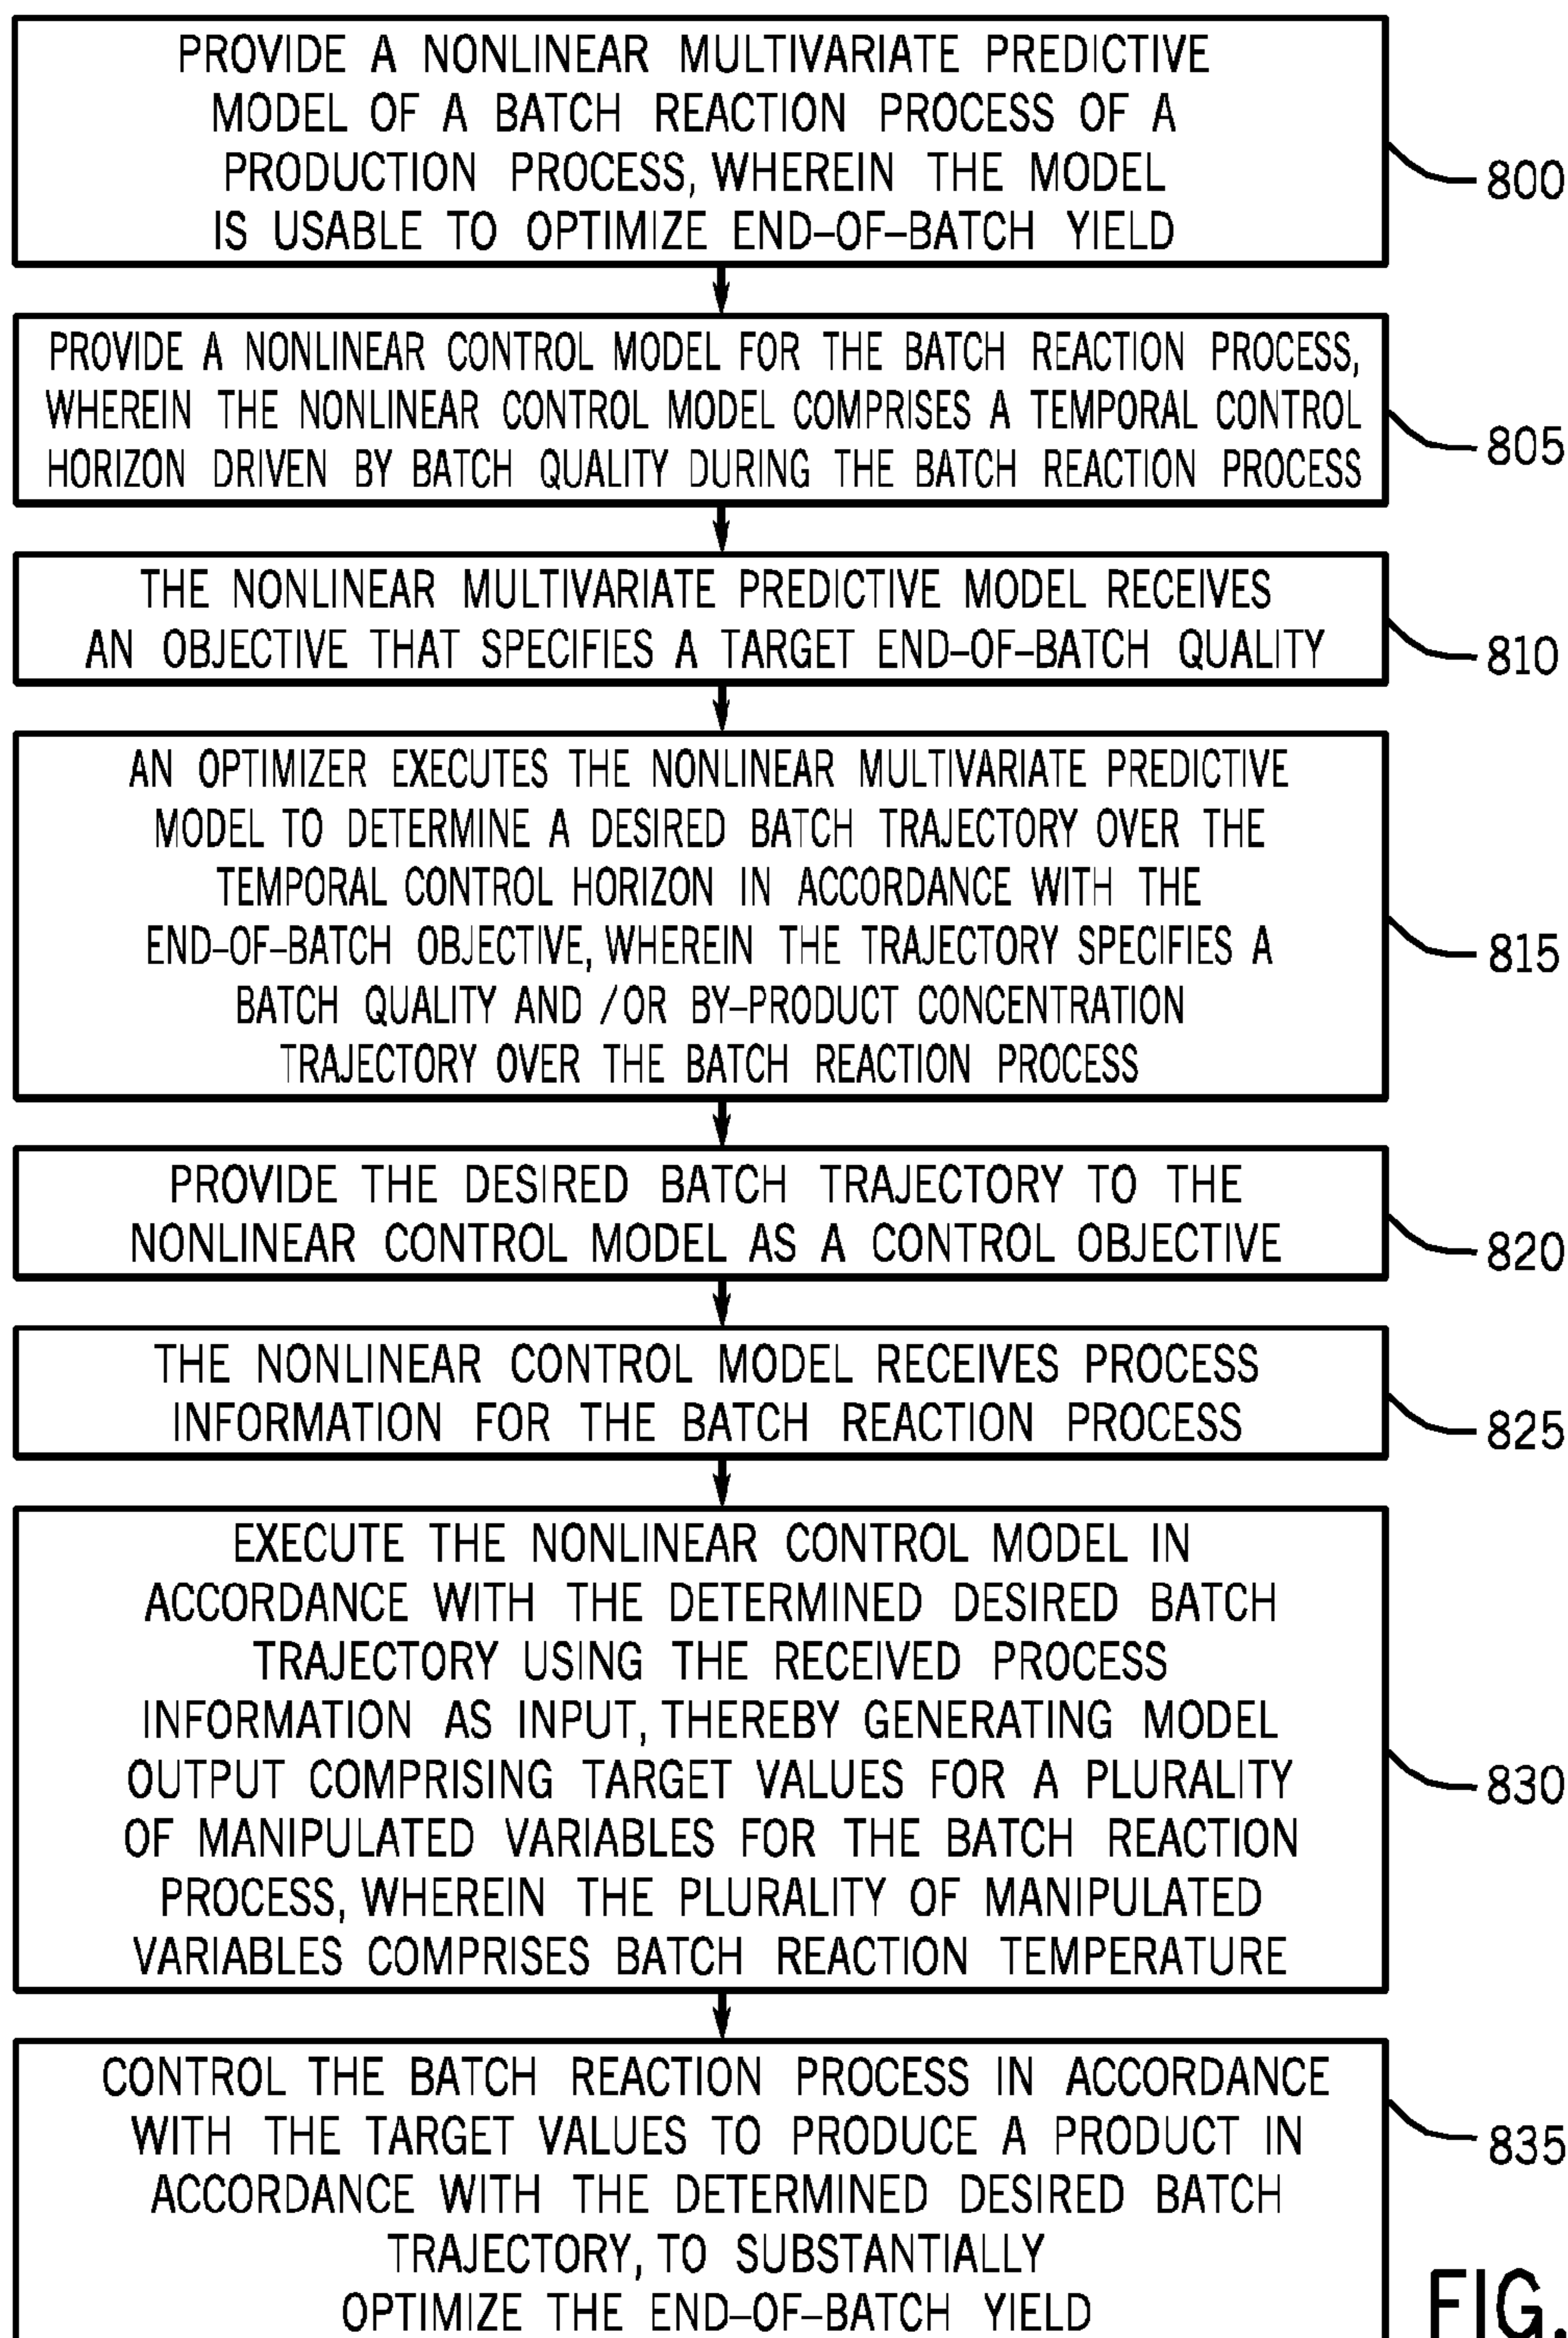 PROVIDE A NONLINEAR MULTIVARIATE PREDICTIVE
MODEL OF A BATCH REACTION PROCESS OF A
PRODUCTION PROCESS, WHEREIN THE MODEL
IS USABLE TO OPTIMIZE END–OF–BATCH YIELD
800
PROVIDE A NONLINEAR CONTROL MODEL FOR THE BATCH REACTION PROCESS,
WHEREIN THE NONLINEAR CONTROL MODEL COMPRISES A TEMPORAL CONTROL
HORIZON DRIVEN BY BATCH QUALITY DURING THE BATCH REACTION PROCESS
805
THE NONLINEAR MULTIVARIATE PREDICTIVE MODEL RECEIVES
AN OBJECTIVE THAT SPECIFIES A TARGET END–OF–BATCH QUALITY
810
AN OPTIMIZER EXECUTES THE NONLINEAR MULTIVARIATE PREDICTIVE
MODEL TO DETERMINE A DESIRED BATCH TRAJECTORY OVER THE
TEMPORAL CONTROL HORIZON IN ACCORDANCE WITH THE
END–OF–BATCH OBJECTIVE, WHEREIN THE TRAJECTORY SPECIFIES A
BATCH QUALITY AND /OR BY–PRODUCT CONCENTRATION
TRAJECTORY OVER THE BATCH REACTION PROCESS
815
PROVIDE THE DESIRED BATCH TRAJECTORY TO THE
NONLINEAR CONTROL MODEL AS A CONTROL OBJECTIVE
820
THE NONLINEAR CONTROL MODEL RECEIVES PROCESS
INFORMATION FOR THE BATCH REACTION PROCESS
825
EXECUTE THE NONLINEAR CONTROL MODEL IN
ACCORDANCE WITH THE DETERMINED DESIRED BATCH
TRAJECTORY USING THE RECEIVED PROCESS
INFORMATION AS INPUT, THEREBY GENERATING MODEL
OUTPUT COMPRISING TARGET VALUES FOR A PLURALITY
OF MANIPULATED VARIABLES FOR THE BATCH REACTION
PROCESS, WHEREIN THE PLURALITY OF MANIPULATED
VARIABLES COMPRISES BATCH REACTION TEMPERATURE
830
CONTROL THE BATCH REACTION PROCESS IN ACCORDANCE
WITH THE TARGET VALUES TO PRODUCE A PRODUCT IN
ACCORDANCE WITH THE DETERMINED DESIRED BATCH
TRAJECTORY, TO SUBSTANTIALLY
OPTIMIZE THE END–OF–BATCH YIELD
835
FIG.